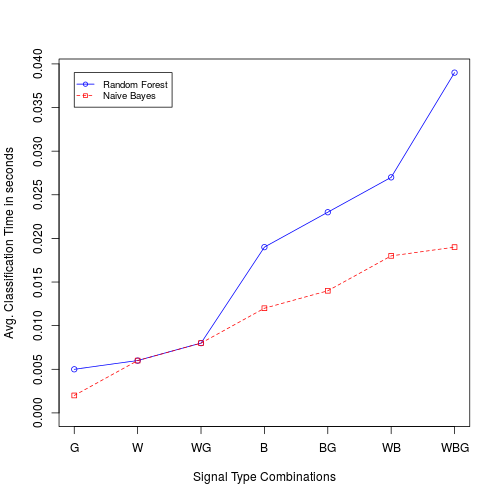 Random Forest
Naive Bayes
Avg. Classification Time in seconds
0.040
0.035
0.030
0.025
0.020
0.015
0.010
0.005
0.000
G W WG B BG WB WBG
Signal Type Combinations